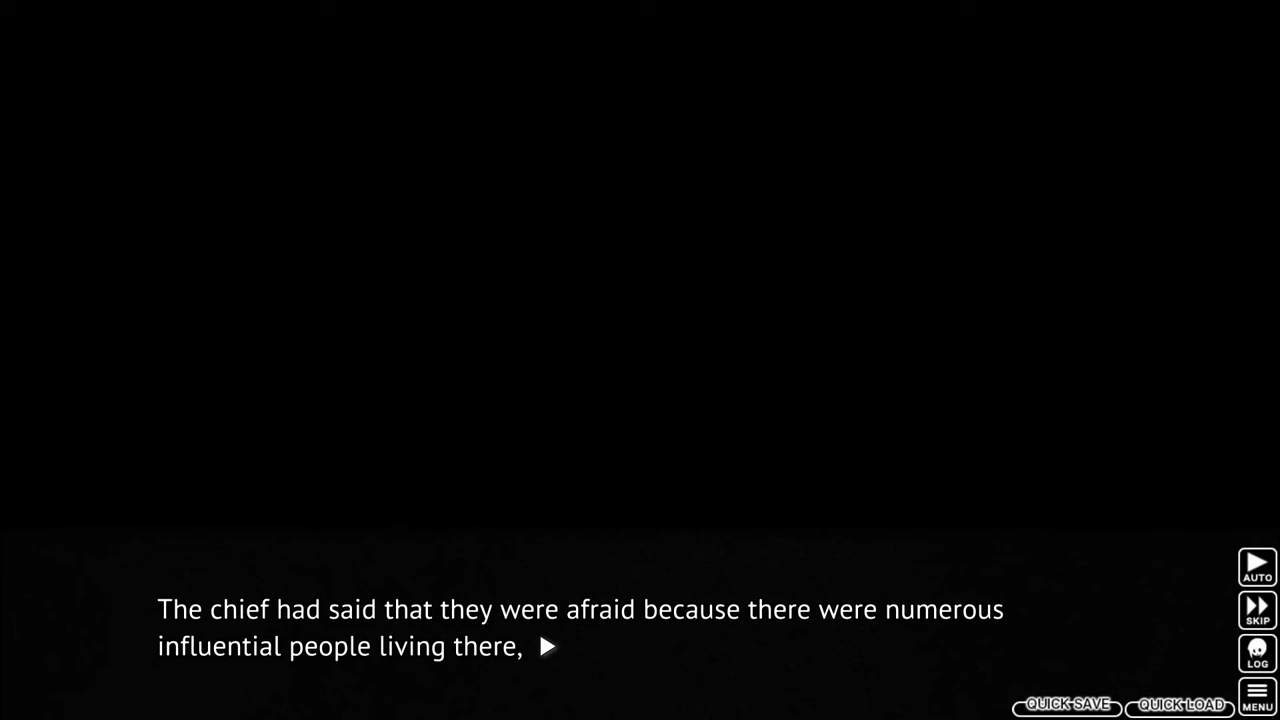 The chief had said that they were afraid because there were numerous
influential people living there,
AUTO
SKIP
LOG
MENU
QUICK SAVE
QUICK LOAD